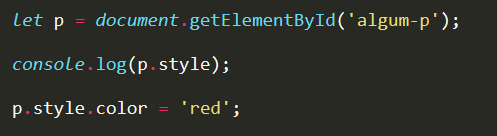 let p = document.getElementById('algum-p');
console.log(p.style);
p.style.color = 'red';